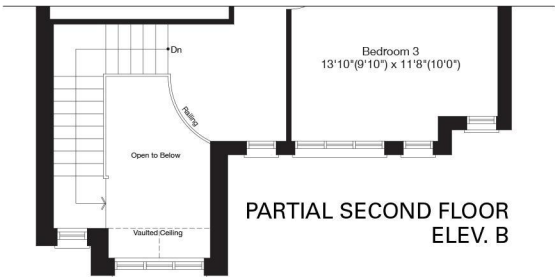 Bedroom 3
13'10"(9'10") x 11'8"(10'0")
Dn
Railing
Open to Below
Vaulted Ceiling
PARTIAL SECOND FLOOR
ELEV. B